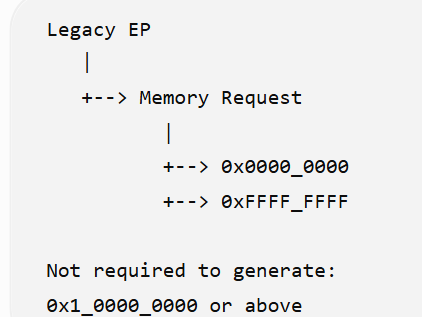 Legacy EP
|
+--> Memory Request
|
+--> 0x0000_0000
+--> 0xFFFF_FFFF
Not required to generate:
0x1_0000_0000 or above